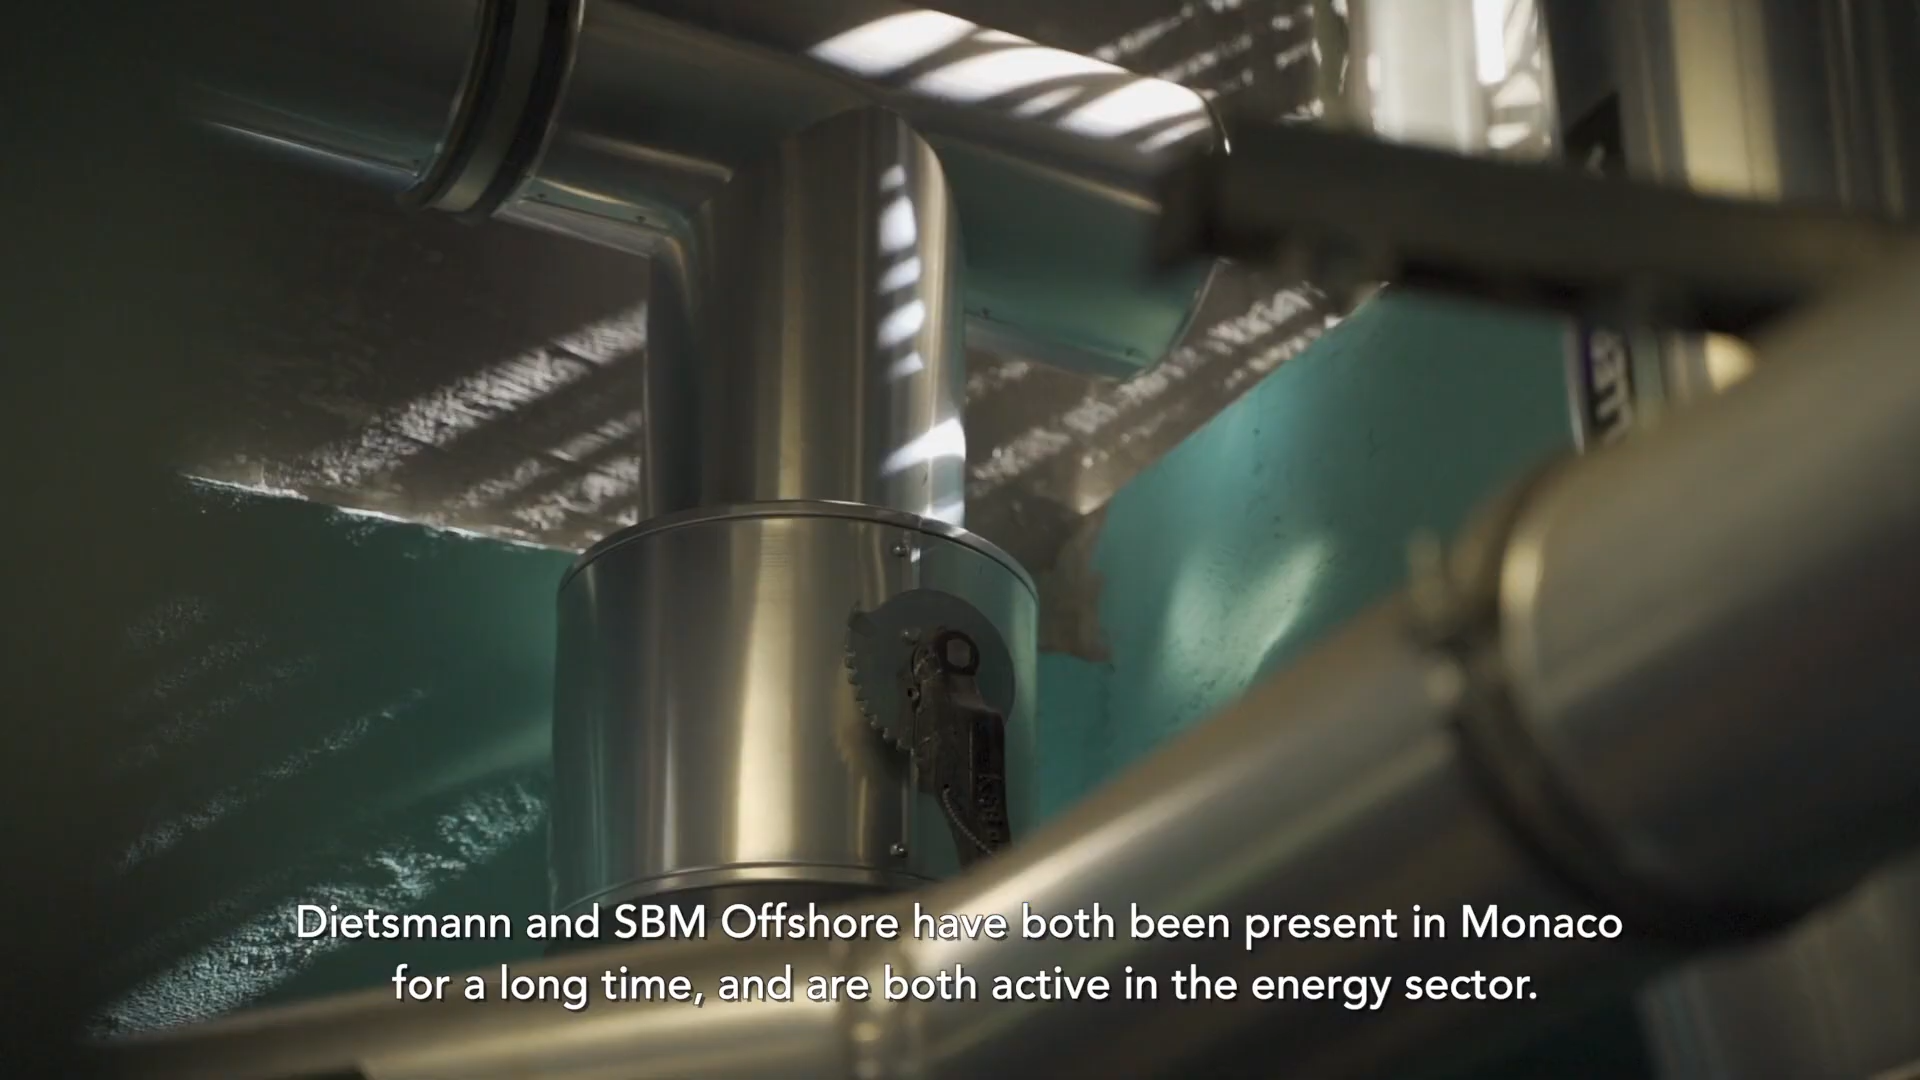 Dietsmann and SBM Offshore have both been present in Monaco
for a long time, and are both active in the energy sector.